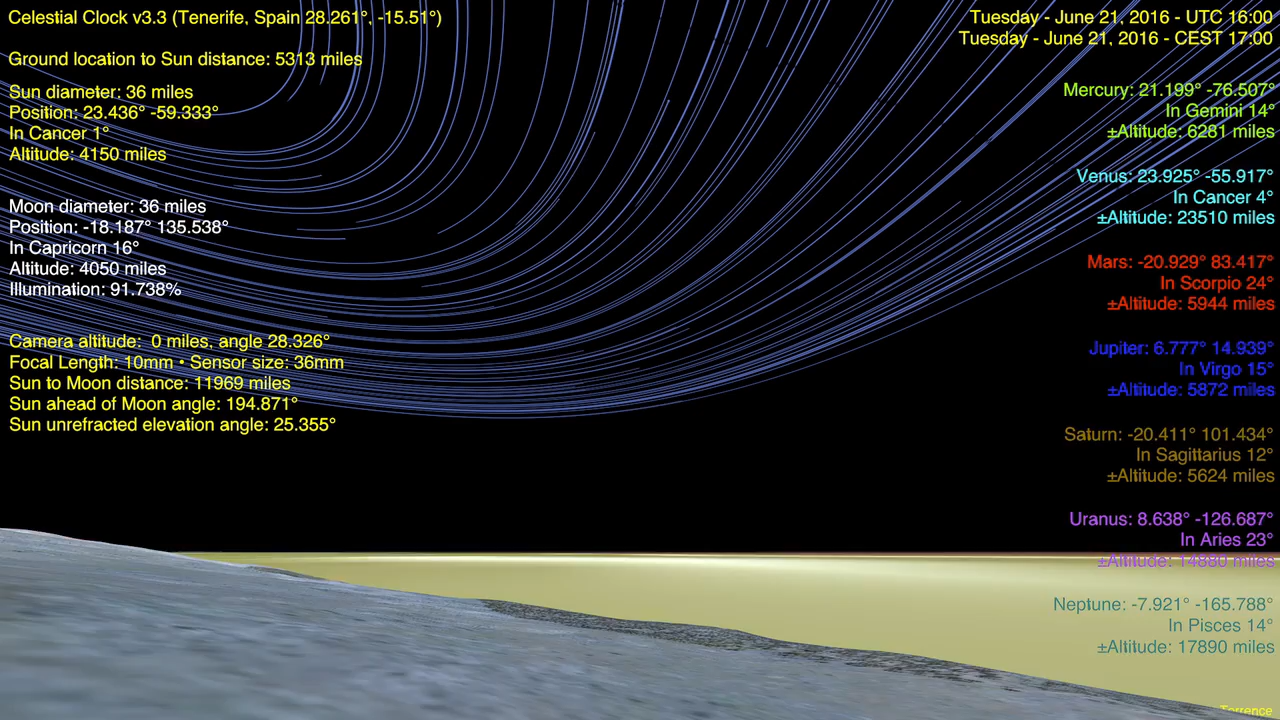 Celestial Clock v3.3 (Tenerife, Spain 28.261°, -15.51°)
Ground location to Sun distance: 5313 miles
Sun diameter: 36 miles
Position: 23.436° -59.333°
In Cancer 1°
Altitude: 4150 miles
Moon diameter: 36 miles
Position: -18.187° 135.538°
In Capricorn 16°
Altitude: 4050 miles
Illumination: 91.738%
Camera altitude:  0 miles, angle 28.326°
Focal Length: 10mm • Sensor size: 36mm
Sun to Moon distance: 11969 miles
Sun ahead of Moon angle: 194.871°
Sun unrefracted elevation angle: 25.355°
Tuesday - June 21, 2016 - UTC 16:00
Tuesday - June 21, 2016 - CEST 17:00
Mercury: 21.199° -76.507°
In Gemini 14°
±Altitude: 6281 miles
Venus: 23.925° -55.917°
In Cancer 4°
±Altitude: 23510 miles
Mars: -20.929° 83.417°
In Scorpio 24°
±Altitude: 5944 miles
Jupiter: 6.777° 14.939°
In Virgo 15°
±Altitude: 5872 miles
Saturn: -20.411° 101.434°
In Sagittarius 12°
±Altitude: 5624 miles
Uranus: 8.638° -126.687°
In Aries 23°
±Altitude: 14880 miles
Neptune: -7.921° -165.788°
In Pisces 14°
±Altitude: 17890 miles
Torrence